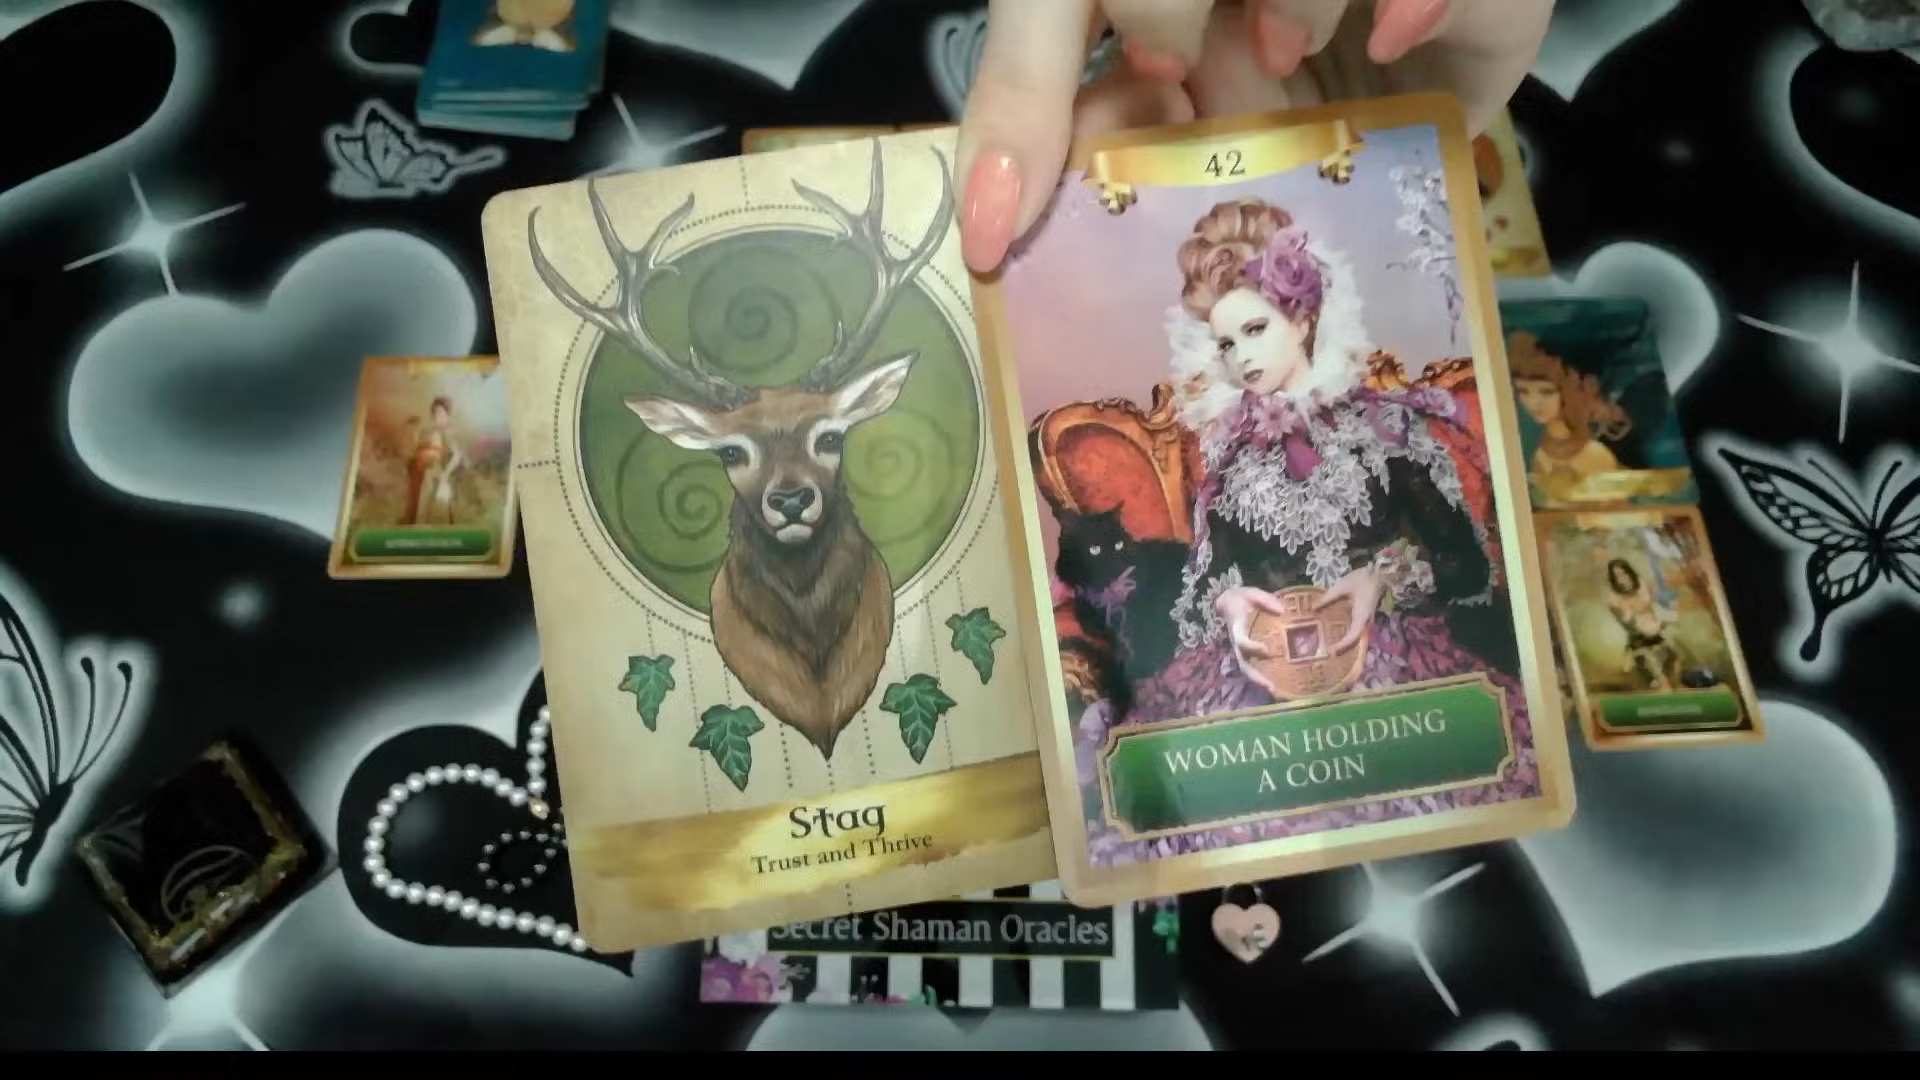 42
WOMAN HOLDING
A COIN
Stag
Trust and Thrive
Secret Shaman Oracles